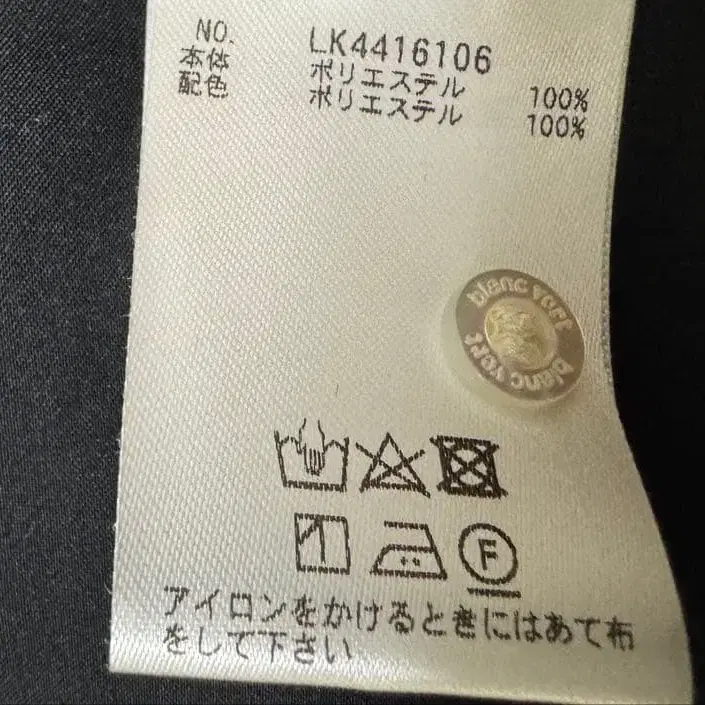 NO. LK4416106
本体 ポリエステル 100%
配色 ポリエステル 100%
blanc vert
blanc vert
F
アイロンをかけるときにはあて布
をして下さい